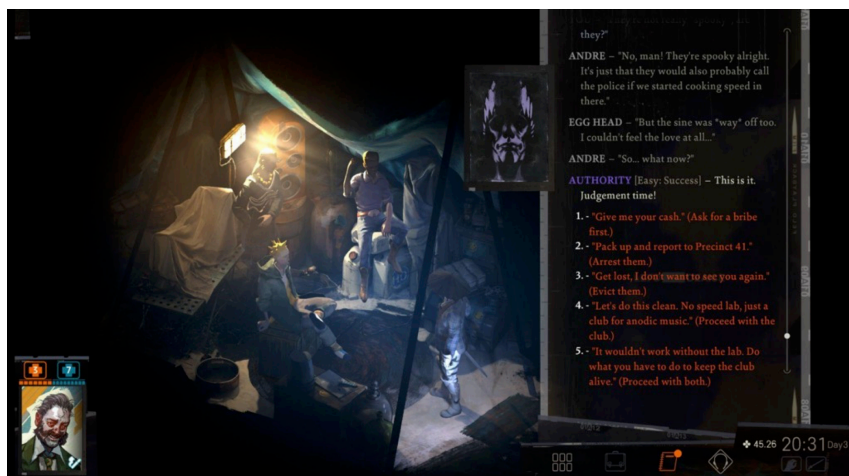 they?"
ANDRE – "No, man! They're spooky alright.
It's just that they would also probably call
the police if we started cooking speed in
there."
EGG HEAD – "But the sine was *way* off too.
I couldn't feel the love at all..."
ANDRE – "So... what now?"
AUTHORITY [Easy: Success] – This is it.
Judgement time!
1. - "Give me your cash." (Ask for a bribe
first.)
2. - "Pack up and report to Precinct 41."
(Arrest them.)
3. - "Get lost, I don't want to see you again."
(Evict them.)
4. - "Let's do this clean. No speed lab, just a
club for anodic music." (Proceed with the
club.)
5. - "It wouldn't work without the lab. Do
what you have to do to keep the club
alive." (Proceed with both.)
3 7
45.26 20:31 Day3